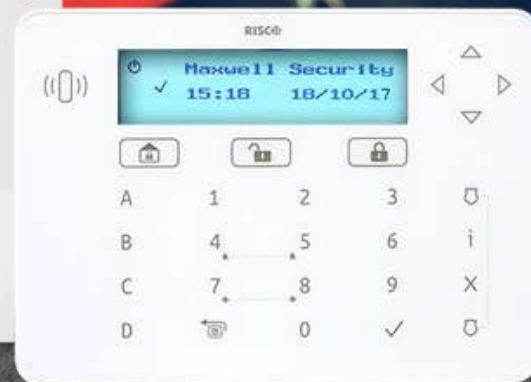 RISCO
Maxwell Security
15:18 18/10/17
A 1 2 3
B 4 5 6 i
C 7 8 9 X
D 0